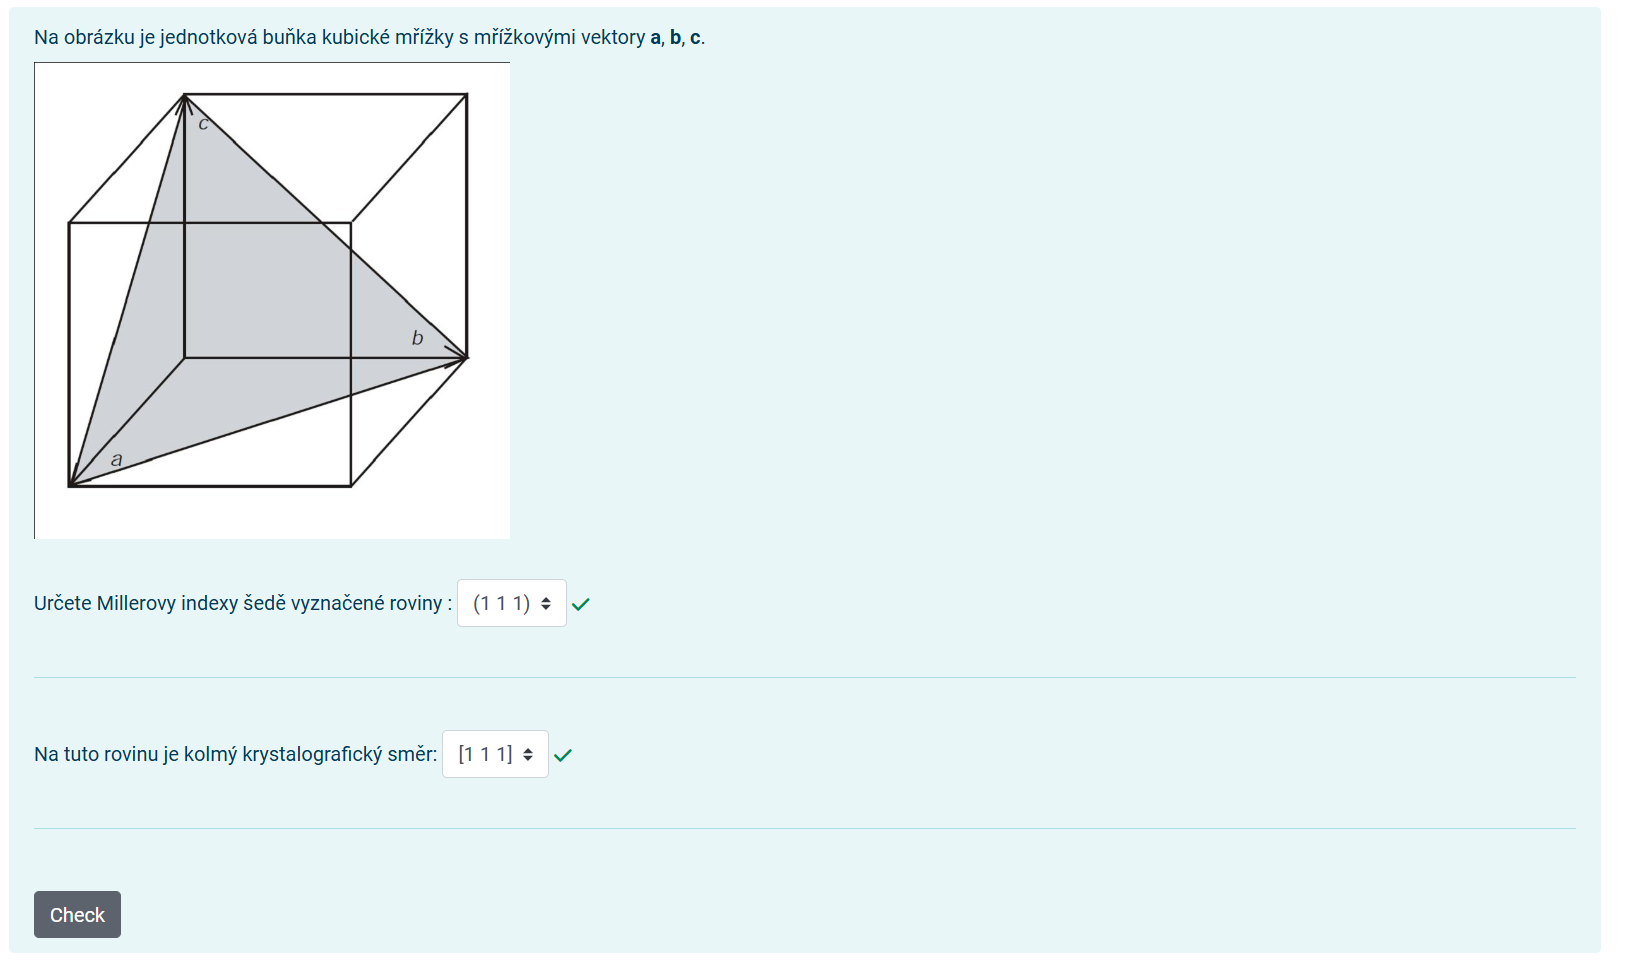 Na obrázku je jednotková buňka kubické mřížky s mřížkovými vektory a, b, c.
c
b
a
Určete Millerovy indexy šedě vyznačené roviny : (1 1 1)
Na tuto rovinu je kolmý krystalografický směr: [1 1 1]
Check